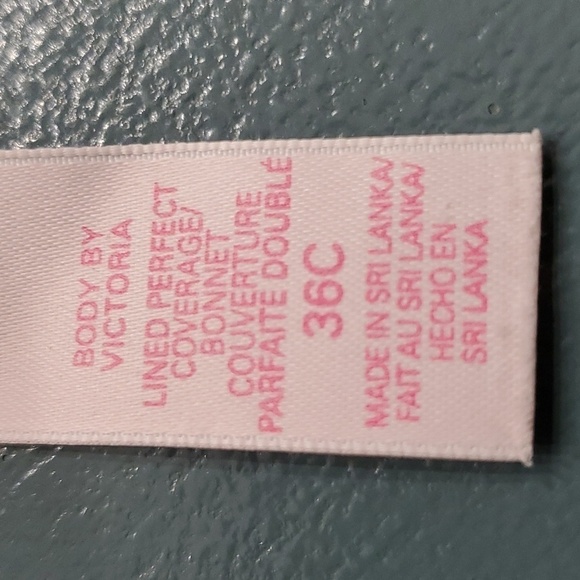 BODY BY
VICTORIA
LINED PERFECT
COVERAGE/
BONNET
COUVERTURE
PARFAITE DOUBLÉ
36C
MADE IN SRI LANKA/
FAIT AU SRI LANKA/
HECHO EN
SRI LANKA